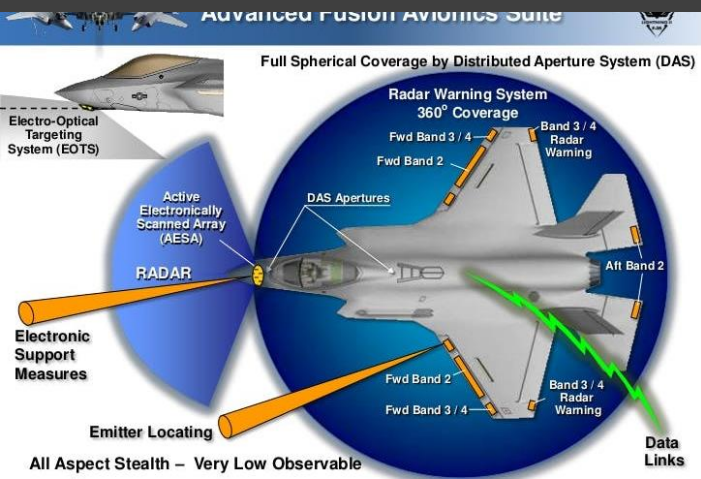 Advanced Fusion Avionics Suite
Full Spherical Coverage by Distributed Aperture System (DAS)
Electro-Optical
Targeting
System (EOTS)
Radar Warning System
360° Coverage
Fwd Band 3 / 4
Band 3 / 4
Radar
Warning
Fwd Band 2
Active
Electronically
Scanned Array
(AESA)
DAS Apertures
RADAR
Aft Band 2
Electronic
Support
Measures
Fwd Band 2
Fwd Band 3 / 4
Band 3 / 4
Radar
Warning
Emitter Locating
Data
Links
All Aspect Stealth – Very Low Observable